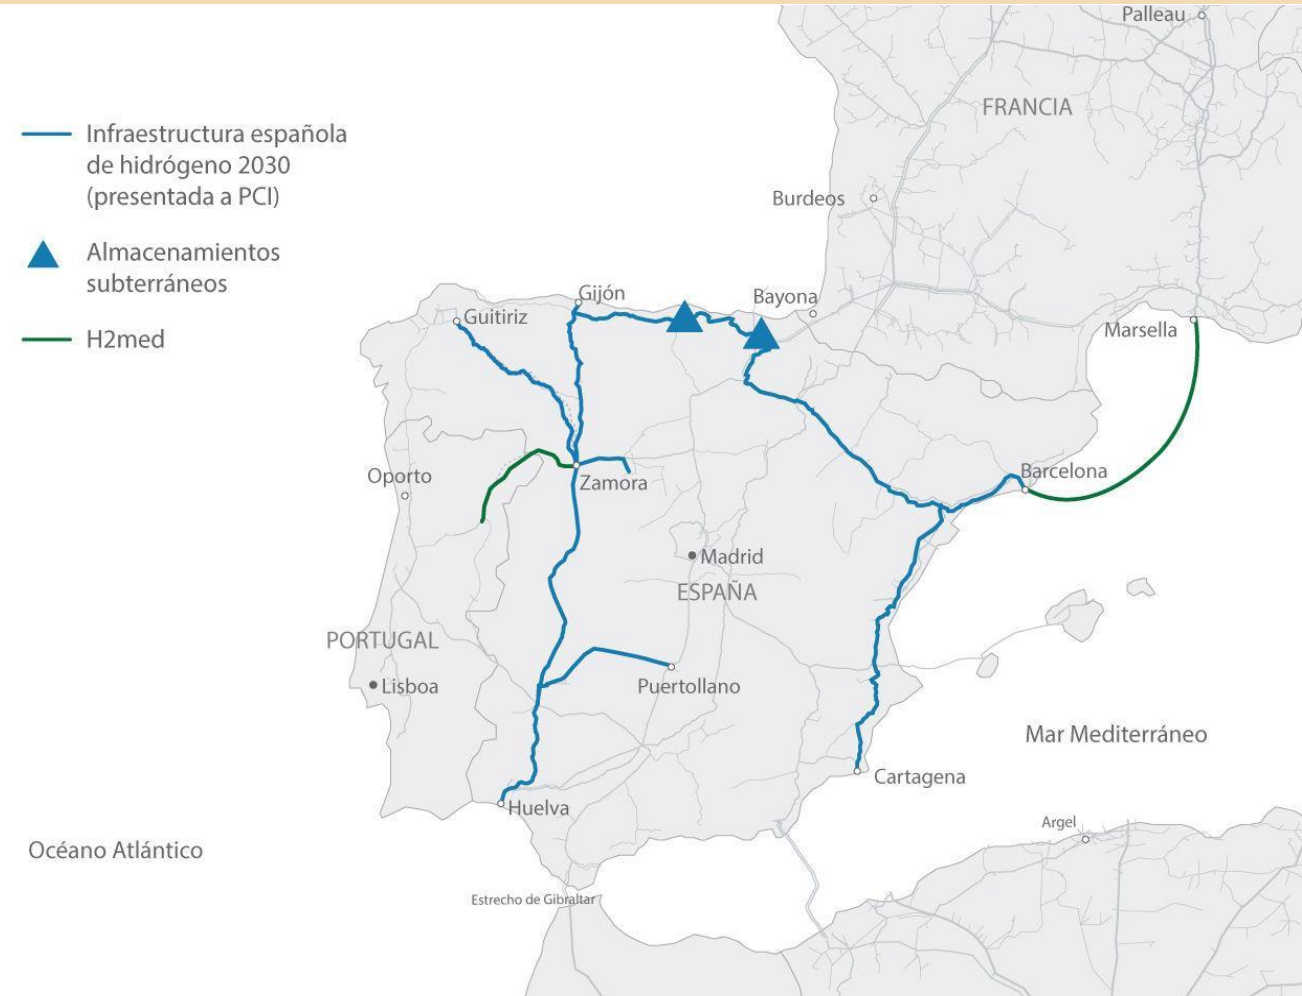 Palleau
FRANCIA
Infraestructura española
de hidrógeno 2030
(presentada a PCI)
Burdeos
Almacenamientos
subterráneos
Gijón
Bayona
Guitiriz
Marsella
H2med
Oporto
Zamora
Barcelona
Madrid
ESPAÑA
PORTUGAL
Lisboa
Puertollano
Mar Mediterráneo
Cartagena
Huelva
Argel
Océano Atlántico
Estrecho de Gibraltar